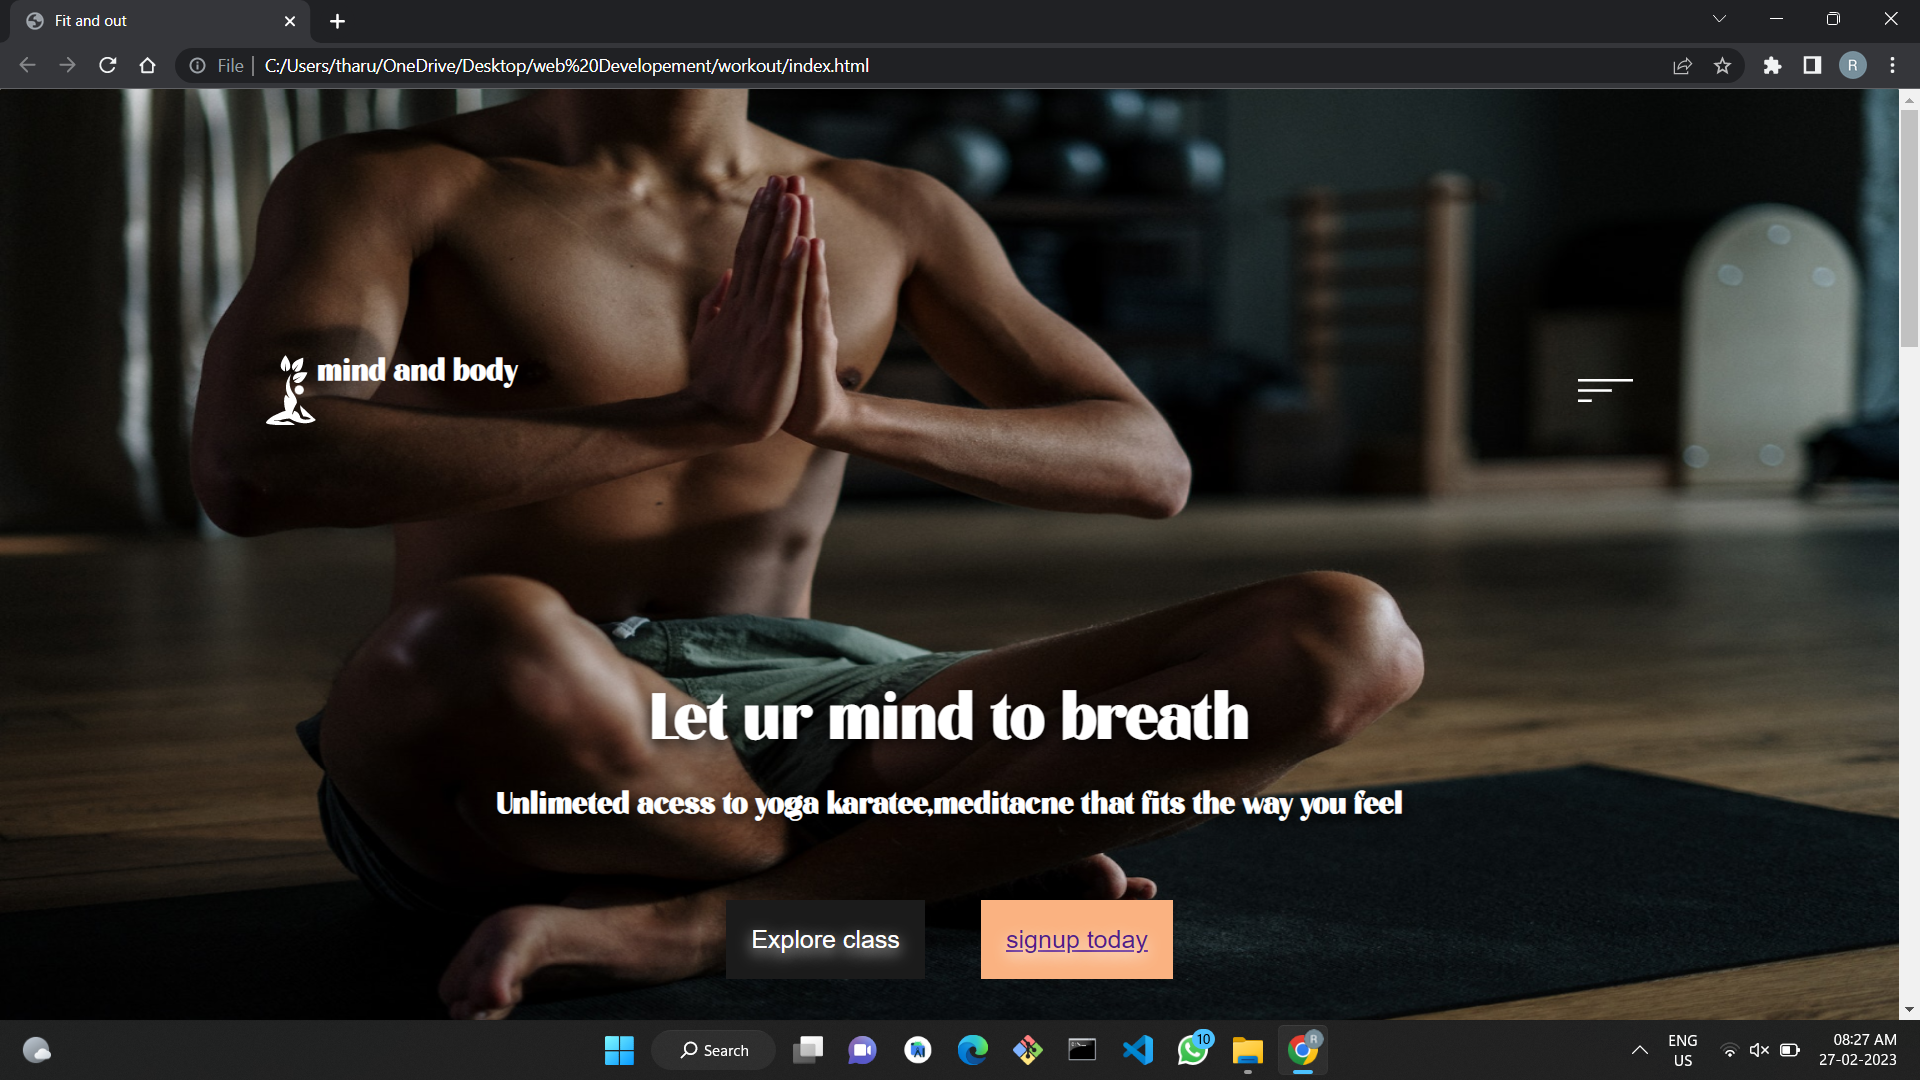 Fit and out
File
C:/Users/tharu/OneDrive/Desktop/web%20Developement/workout/index.html
R
mind and body
Let ur mind to breath
Unlimeted acess to yoga karatee,meditacne that fits the way you feel
Explore class
signup today
Search
10
R
ENG
US
08:27 AM
27-02-2023